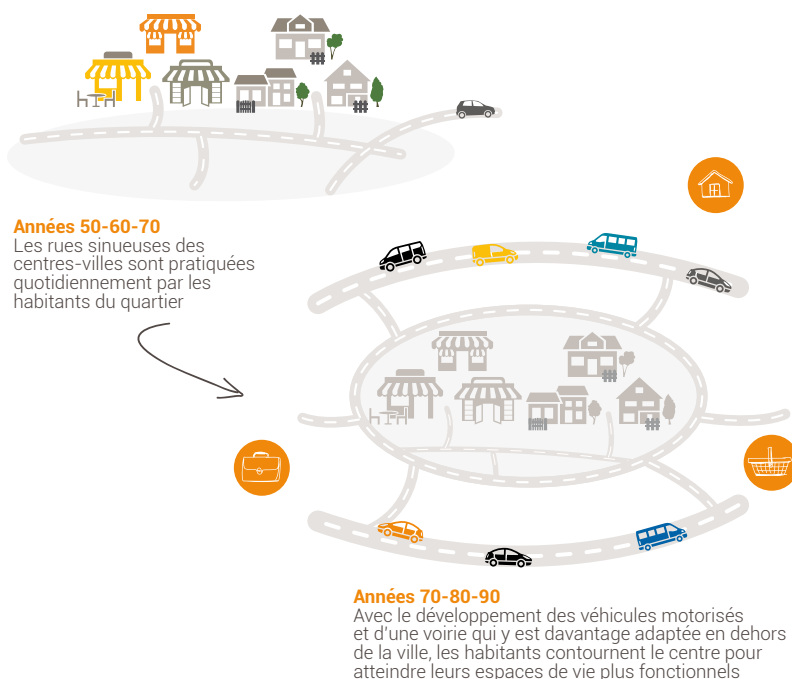 Années 50-60-70
Les rues sinueuses des
centres-villes sont pratiquées
quotidiennement par les
habitants du quartier
Années 70-80-90
Avec le développement des véhicules motorisés
et d'une voirie qui y est davantage adaptée en dehors
de la ville, les habitants contournent le centre pour
atteindre leurs espaces de vie plus fonctionnels